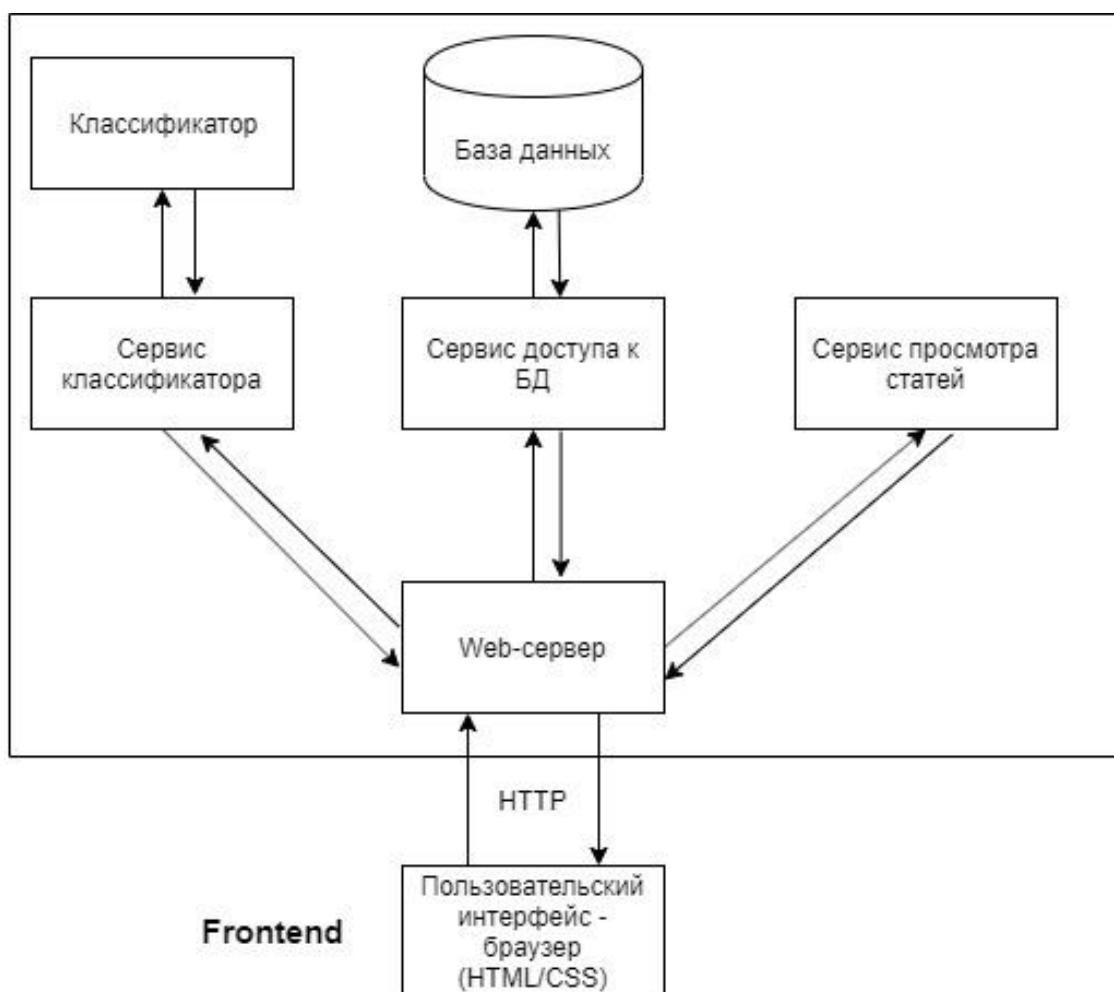 Классификатор
База данных
Сервис
классификатора
Сервис доступа к
БД
Сервис просмотра
статей
Web-сервер
HTTP
Frontend
Пользовательский
интерфейс -
браузер
(HTML/CSS)